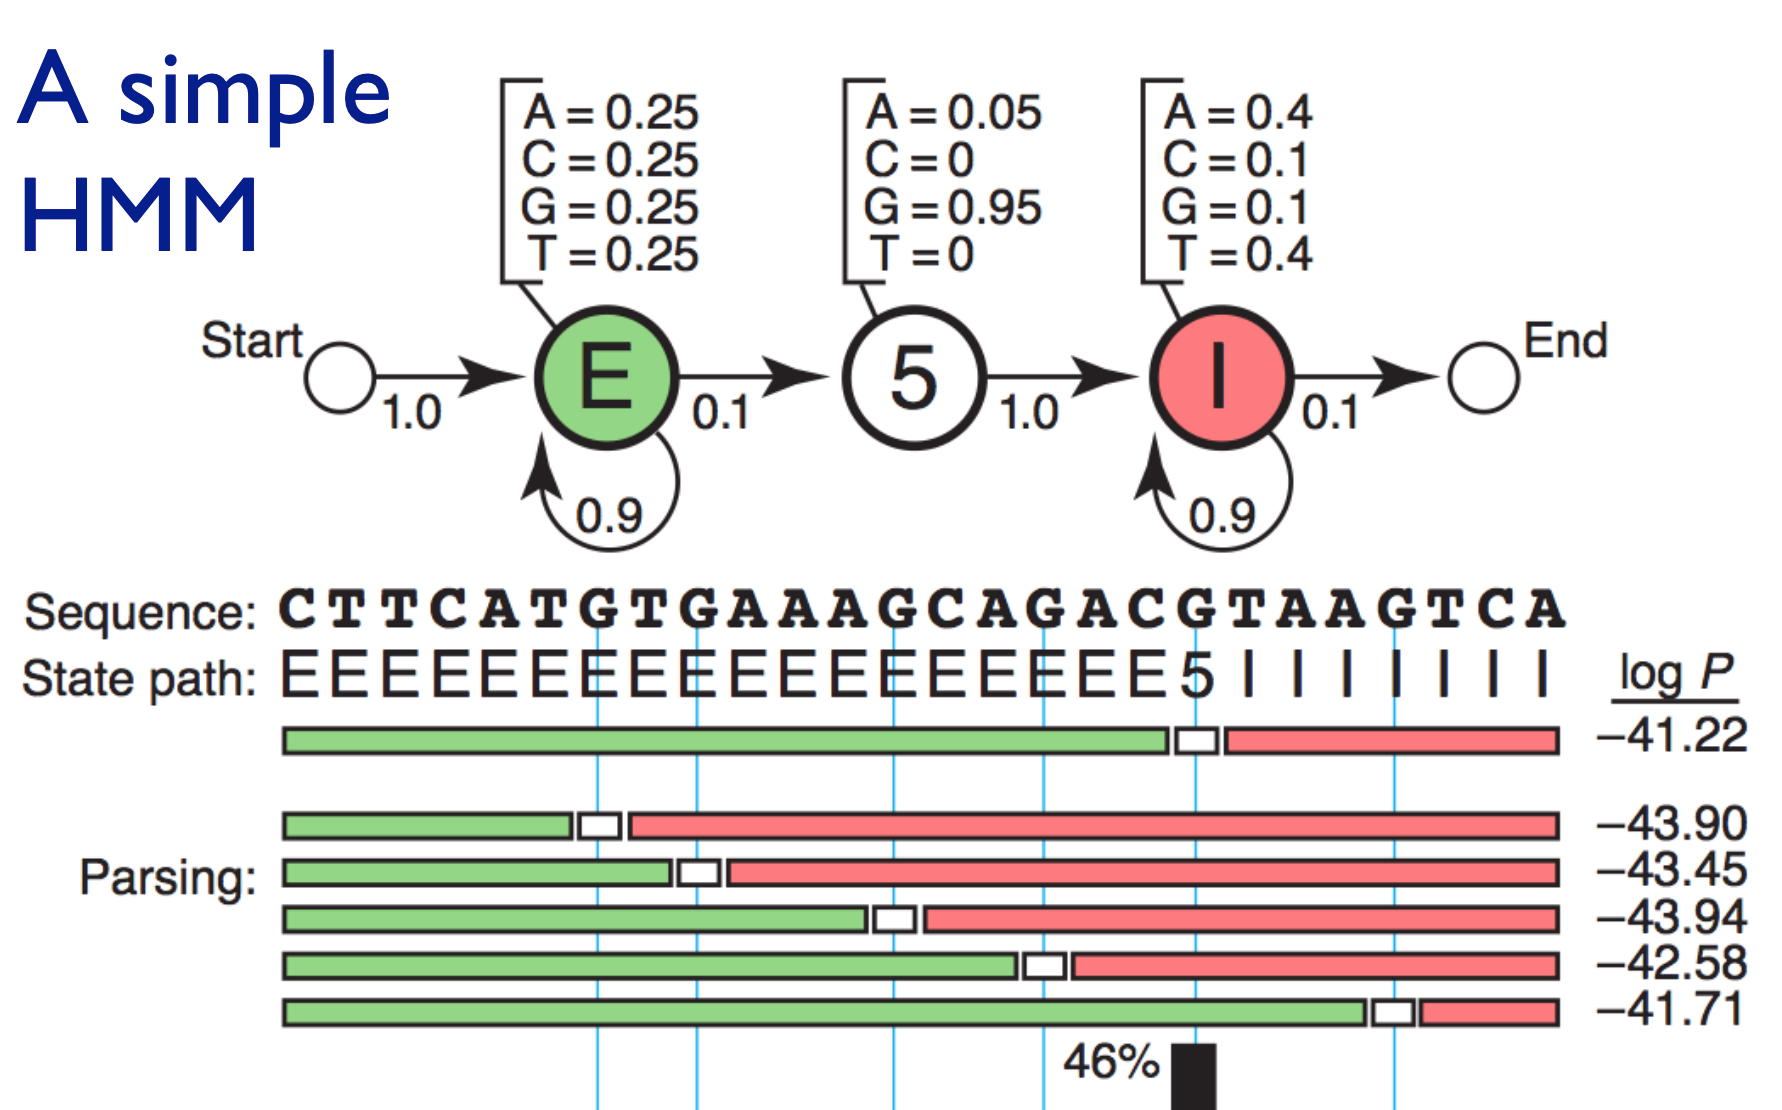 A simple
HMM
A = 0.25
C = 0.25
G = 0.25
T = 0.25
A = 0.05
C = 0
G = 0.95
T = 0
A = 0.4
C = 0.1
G = 0.1
T = 0.4
Start
E
5
I
End
1.0
0.1
1.0
0.1
0.9
0.9
Sequence: C T T C A T G T G A A A G C A G A C G T A A G T C A
State path: E E E E E E E E E E E E E E E E E E 5 I I I I I I I
log P
−41.22
−43.90
Parsing:
−43.45
−43.94
−42.58
−41.71
46%